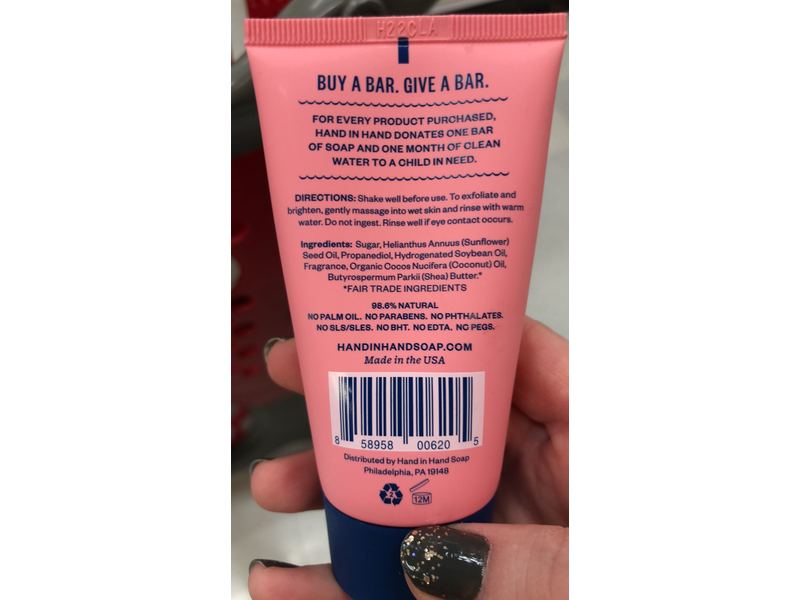 H22CLA
BUY A BAR. GIVE A BAR.
FOR EVERY PRODUCT PURCHASED,
HAND IN HAND DONATES ONE BAR
OF SOAP AND ONE MONTH OF CLEAN
WATER TO A CHILD IN NEED.
DIRECTIONS: Shake well before use. To exfoliate and
brighten, gently massage into wet skin and rinse with warm
water. Do not ingest. Rinse well if eye contact occurs.
Ingredients: Sugar, Helianthus Annuus (Sunflower)
Seed Oil, Propanediol, Hydrogenated Soybean Oil,
Fragrance, Organic Cocos Nucifera (Coconut) Oil,
Butyrospermum Parkii (Shea) Butter.*
*FAIR TRADE INGREDIENTS
98.6% NATURAL
NO PALM OIL. NO PARABENS. NO PHTHALATES.
NO SLS/SLES. NO BHT. NO EDTA. NO PEGS.
HANDINHANDSOAP.COM
Made in the USA
8 58958 00620 5
Distributed by Hand in Hand Soap
Philadelphia, PA 19148
2 12M